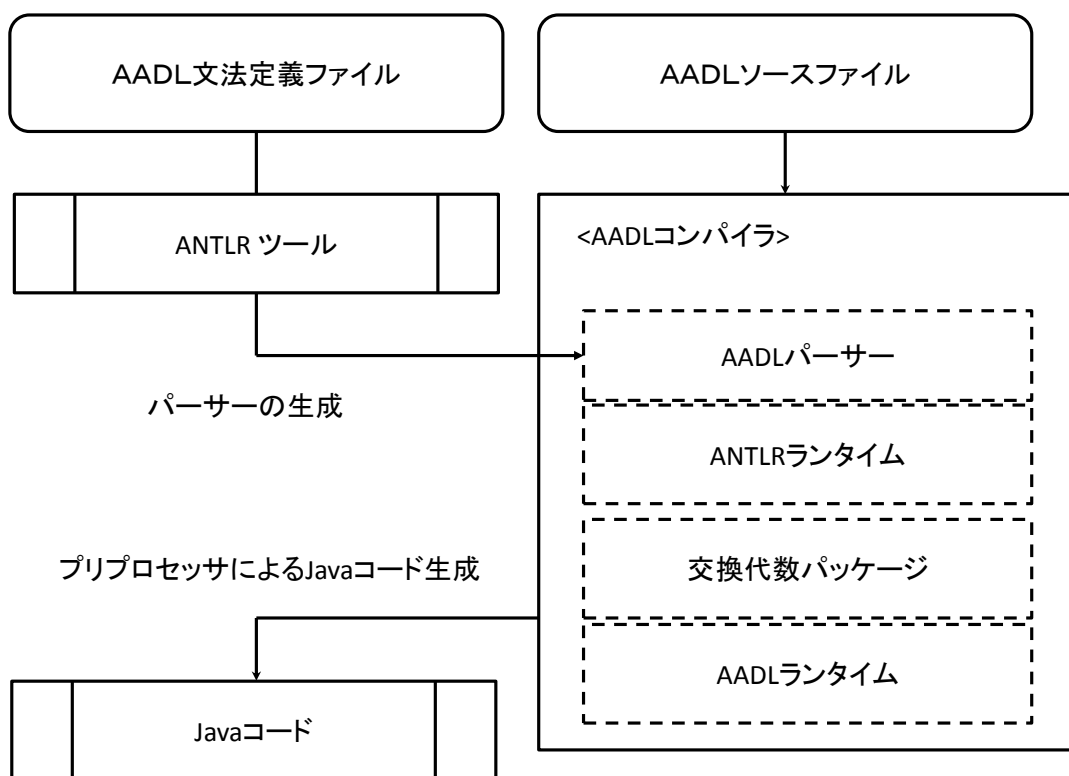 AADL文法定義ファイル
AADLソースファイル
ANTLR ツール
<AADLコンパイラ>
AADLパーサー
パーサーの生成
ANTLRランタイム
プリプロセッサによるJavaコード生成
交換代数パッケージ
AADLランタイム
Javaコード